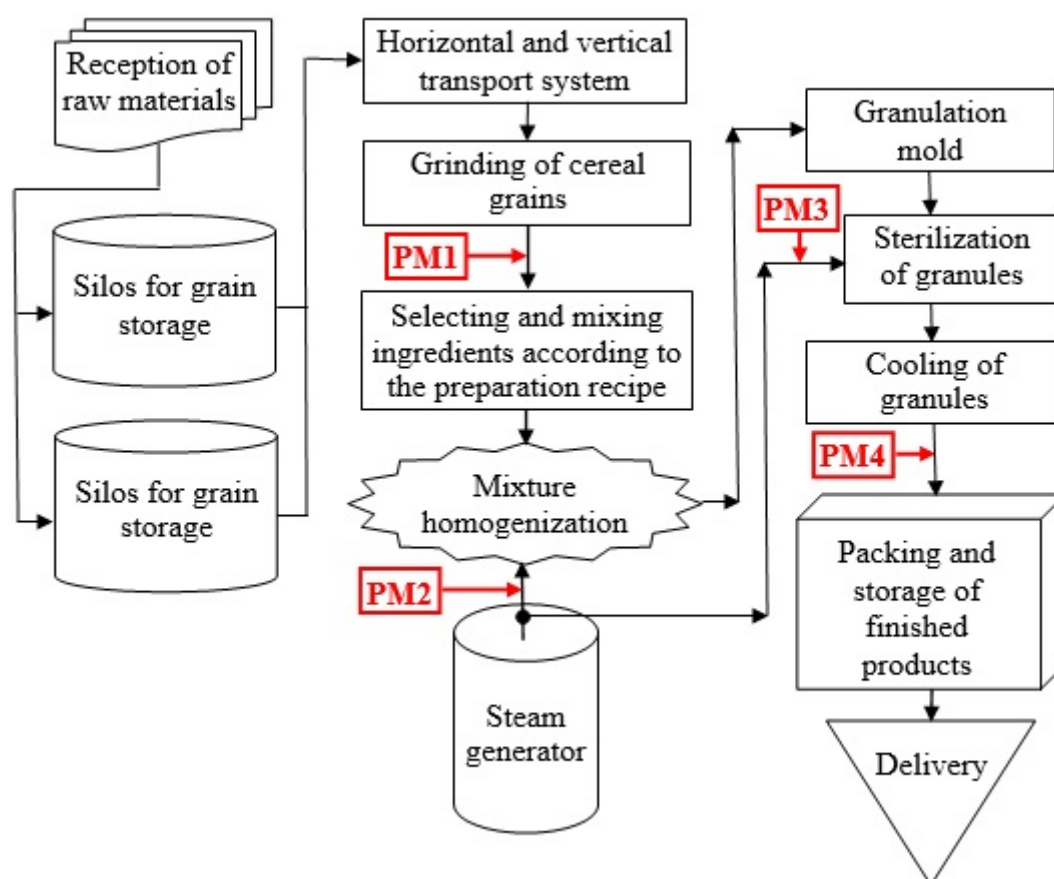 Reception of
raw materials
Silos for grain
storage
Silos for grain
storage
Horizontal and vertical
transport system
Grinding of cereal
grains
PM1
Selecting and mixing
ingredients according to
the preparation recipe
Mixture
homogenization
PM2
Steam
generator
Granulation
mold
PM3
Sterilization
of granules
Cooling of
granules
PM4
Packing and
storage of
finished
products
Delivery